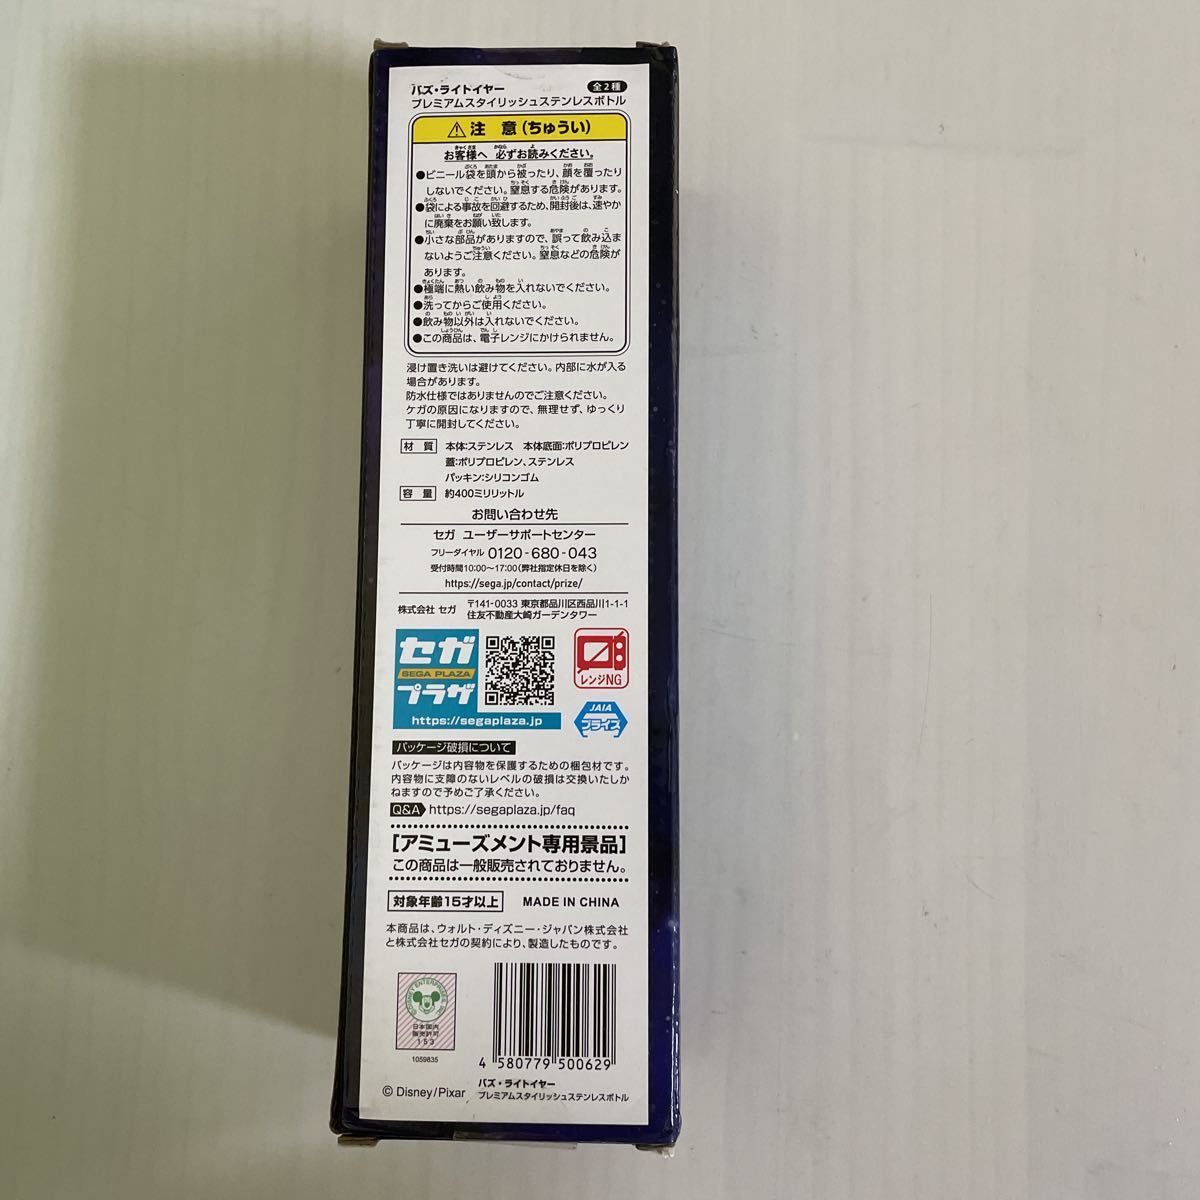 バズ・ライトイヤー 全2種
プレミアムスタイリッシュステンレスボトル
注 意(ちゅうい)
お客様へ 必ずお読みください。
●ビニール袋を頭から被ったり、顔を覆ったり
しないでください。窒息する危険があります。
●袋による事故を回避するため、開封後は、速やか
に廃棄をお願い致します。
●小さな部品がありますので、誤って飲み込ま
ないようご注意ください。窒息などの危険が
あります。
●極端に熱い飲み物を入れないでください。
●洗ってからご使用ください。
●飲み物以外は入れないでください。
●この商品は、電子レンジにかけられません。
浸け置き洗いは避けてください。内部に水が入る
場合があります。
防水仕様ではありませんのでご注意ください。
ケガの原因になりますので、無理せず、ゆっくり
丁寧に開封してください。
材 質 本体:ステンレス 本体底面:ポリプロピレン
蓋:ポリプロピレン、ステンレス
パッキン:シリコンゴム
容 量 約400ミリリットル
お問い合わせ先
セガ ユーザーサポートセンター
フリーダイヤル 0120-680-043
受付時間10:00〜17:00(弊社指定休日を除く)
https://sega.jp/contact/prize/
株式会社 セガ 〒141-0033 東京都品川区西品川1-1-1
住友不動産大崎ガーデンタワー
セガ
SEGA PLAZA
プラザ
https://segaplaza.jp
レンジNG
JAIA
プライズ
パッケージ破損について
パッケージは内容物を保護するための梱包材です。
内容物に支障のないレベルの破損は交換いたしか
ねますので予めご了承ください。
Q&A https://segaplaza.jp/faq
[アミューズメント専用景品]
この商品は一般販売されておりません。
対象年齢15才以上 MADE IN CHINA
本商品は、ウォルト・ディズニー・ジャパン株式会社
と株式会社セガの契約により、製造したものです。
日本国内
販売許可
153
1059835
4 580779 500629
© Disney/Pixar
バズ・ライトイヤー
プレミアムスタイリッシュステンレスボトル